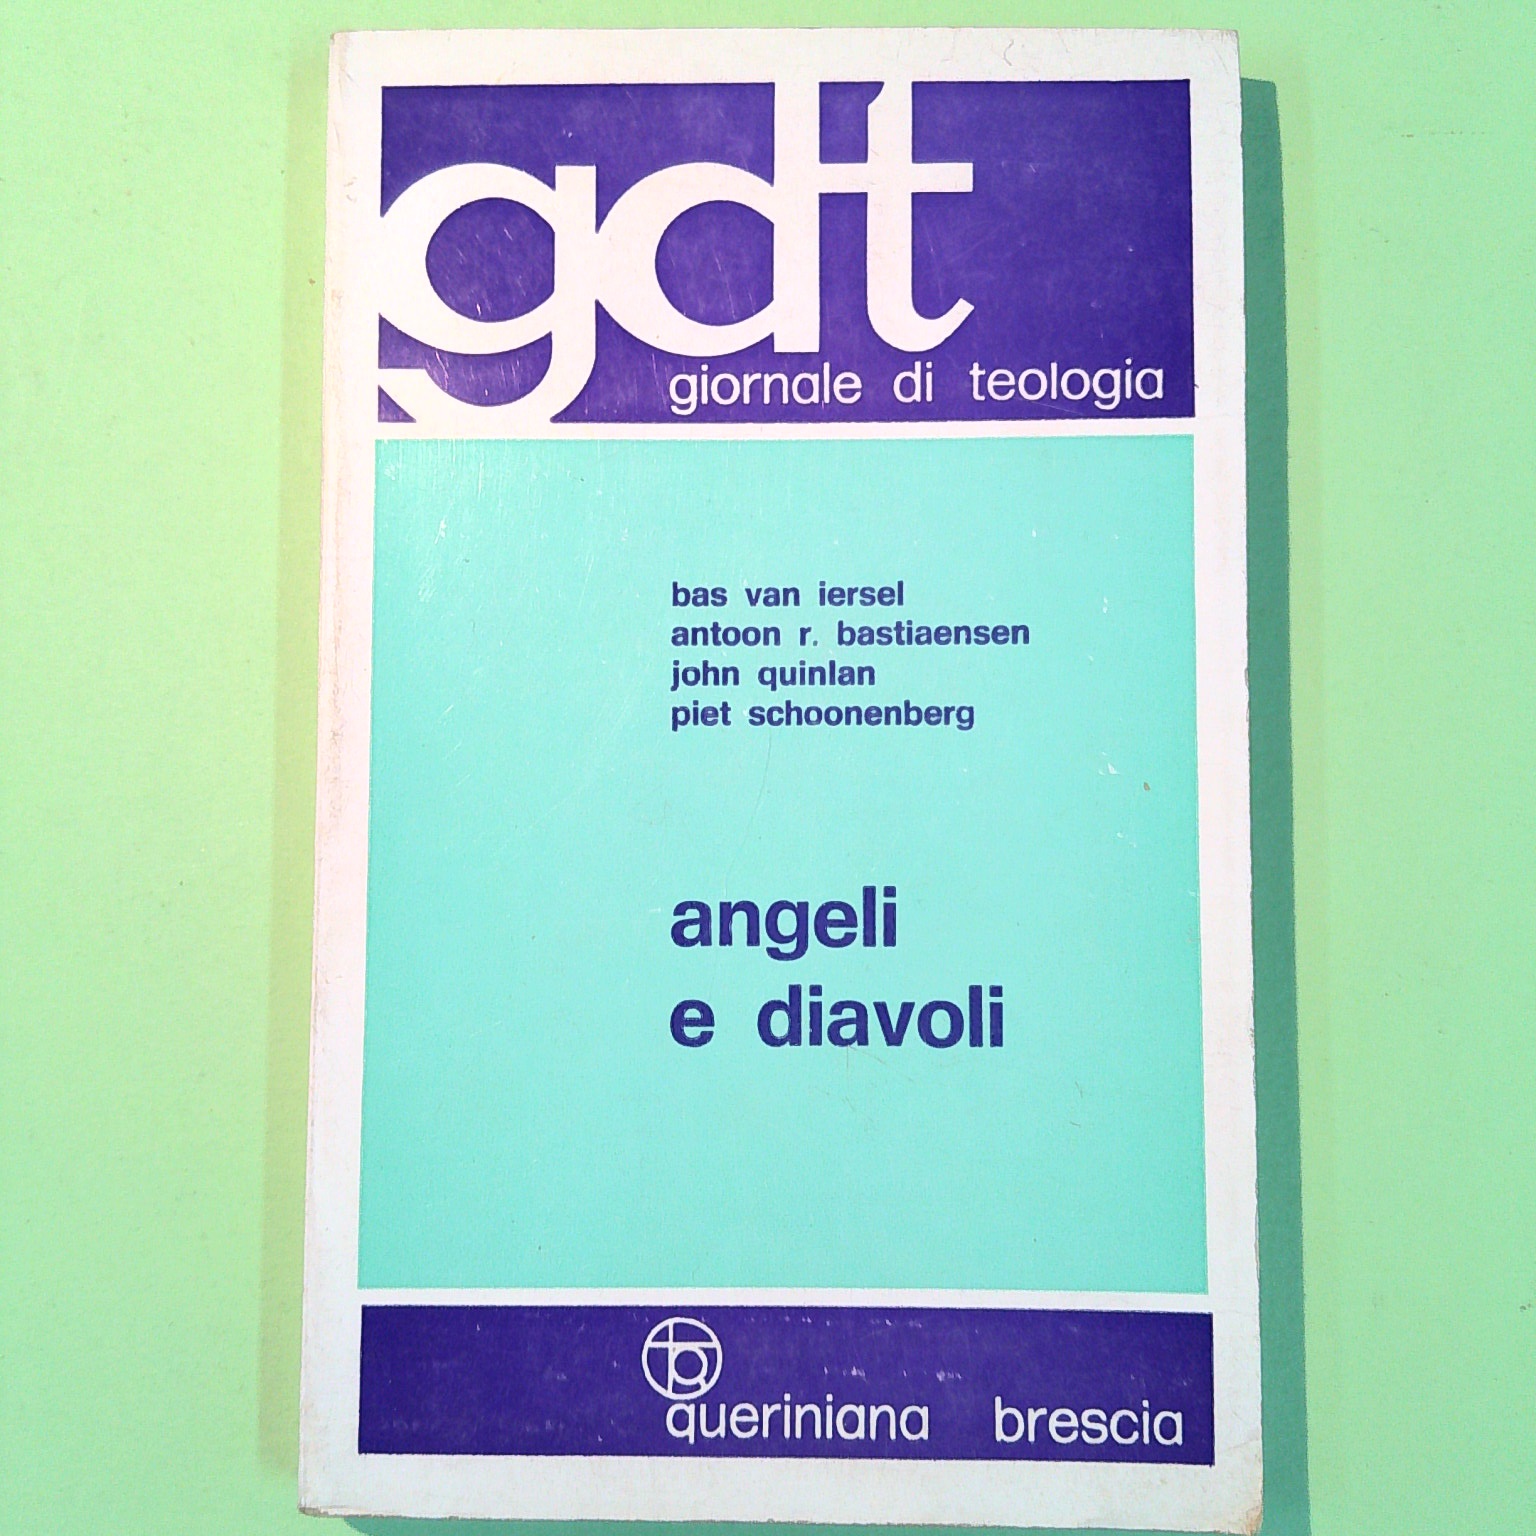 gdt
giornale di teologia
bas van iersel
antoon r. bastiaensen
john quinlan
piet schoonenberg
angeli
e diavoli
queriniana brescia